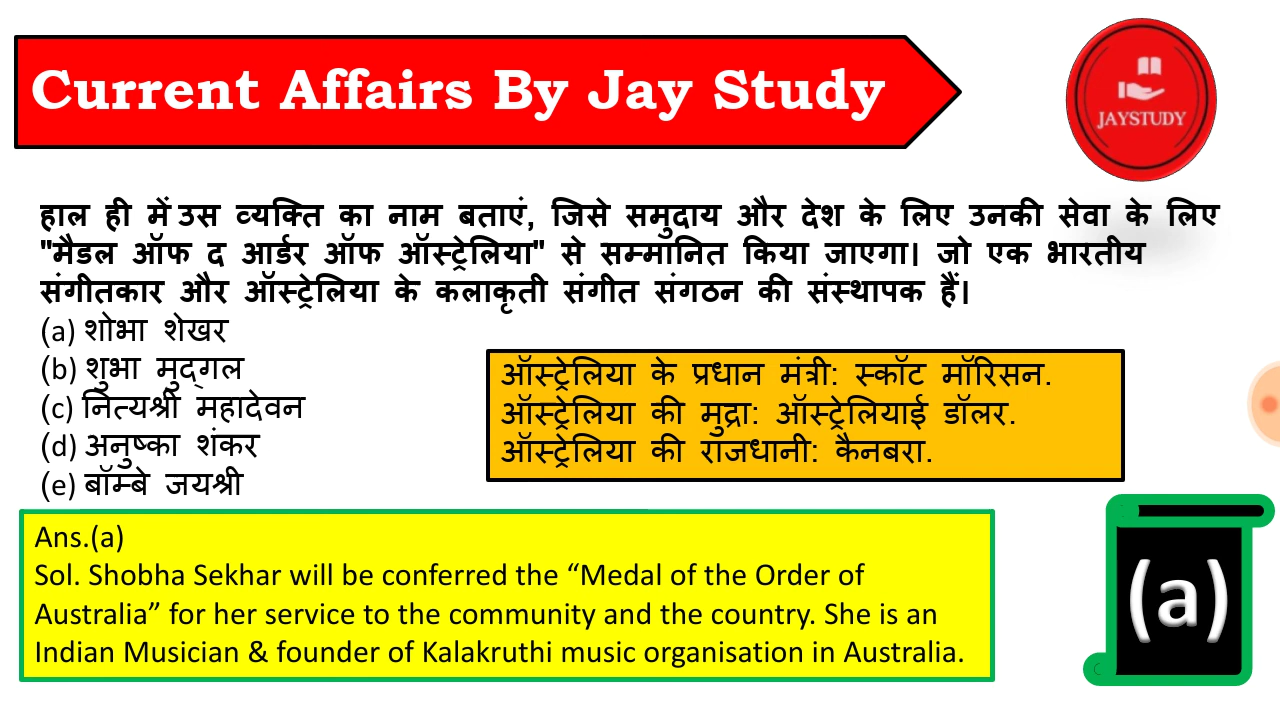 Current Affairs By Jay Study
JAYSTUDY
हाल ही में उस व्यक्ति का नाम बताएं, जिसे समुदाय और देश के लिए उनकी सेवा के लिए
"मैडल ऑफ द आर्डर ऑफ ऑस्ट्रेलिया" से सम्मानित किया जाएगा। जो एक भारतीय
संगीतकार और ऑस्ट्रेलिया के कलाकृती संगीत संगठन की संस्थापक हैं।
(a) शोभा शेखर
(b) शुभा मुद्गल
(c) नित्यश्री महादेवन
(d) अनुष्का शंकर
(e) बॉम्बे जयश्री
ऑस्ट्रेलिया के प्रधान मंत्री: स्कॉट मॉरिसन.
ऑस्ट्रेलिया की मुद्रा: ऑस्ट्रेलियाई डॉलर.
ऑस्ट्रेलिया की राजधानी: कैनबरा.
Ans.(a)
Sol. Shobha Sekhar will be conferred the “Medal of the Order of
Australia” for her service to the community and the country. She is an
Indian Musician & founder of Kalakruthi music organisation in Australia.
(a)